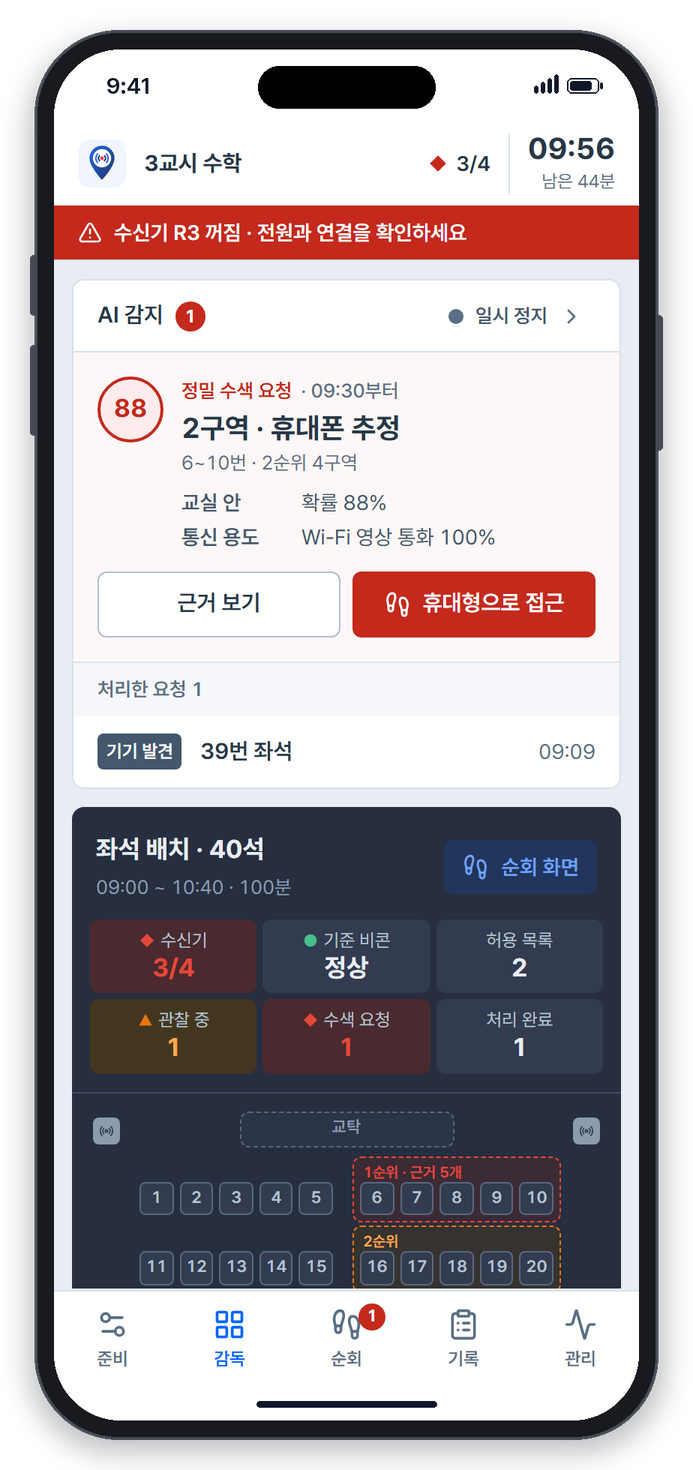 9:41
3교시 수학
3/4
09:56
남은 44분
수신기 R3 꺼짐 · 전원과 연결을 확인하세요
AI 감지 1
일시 정지
88
정밀 수색 요청 · 09:30부터
2구역 · 휴대폰 추정
6~10번 · 2순위 4구역
교실 안 확률 88%
통신 용도 Wi-Fi 영상 통화 100%
근거 보기
휴대형으로 접근
처리한 요청 1
기기 발견 39번 좌석 09:09
좌석 배치 · 40석
09:00 ~ 10:40 · 100분
순회 화면
수신기
3/4
기준 비콘
정상
허용 목록
2
관찰 중
1
수색 요청
1
처리 완료
1
교탁
1순위 · 근거 5개
1 2 3 4 5 6 7 8 9 10
2순위
11 12 13 14 15 16 17 18 19 20
1
준비 감독 순회 기록 관리